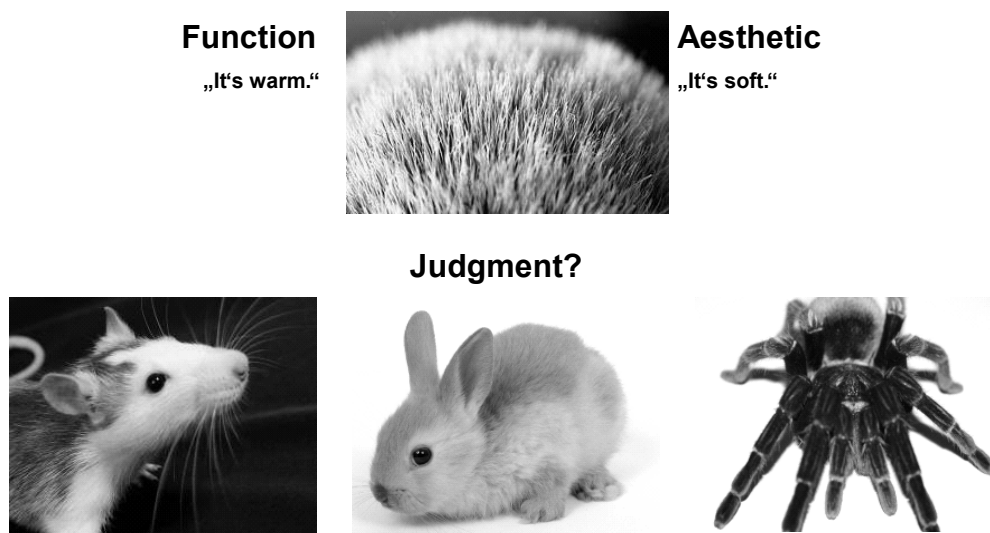 Function
„It‘s warm.“
Aesthetic
„It‘s soft.“
Judgment?